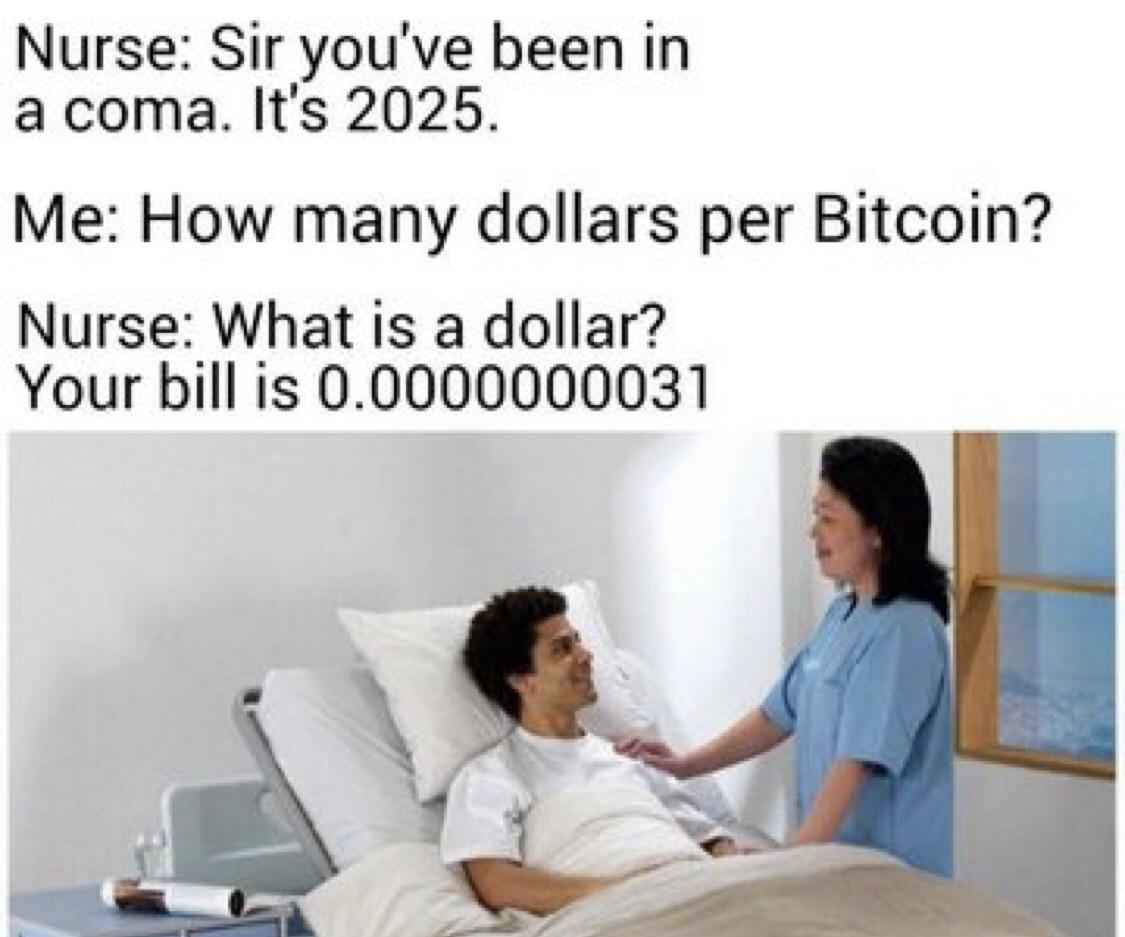 Nurse: Sir you've been in
a coma. It's 2025.
Me: How many dollars per Bitcoin?
Nurse: What is a dollar?
Your bill is 0.0000000031